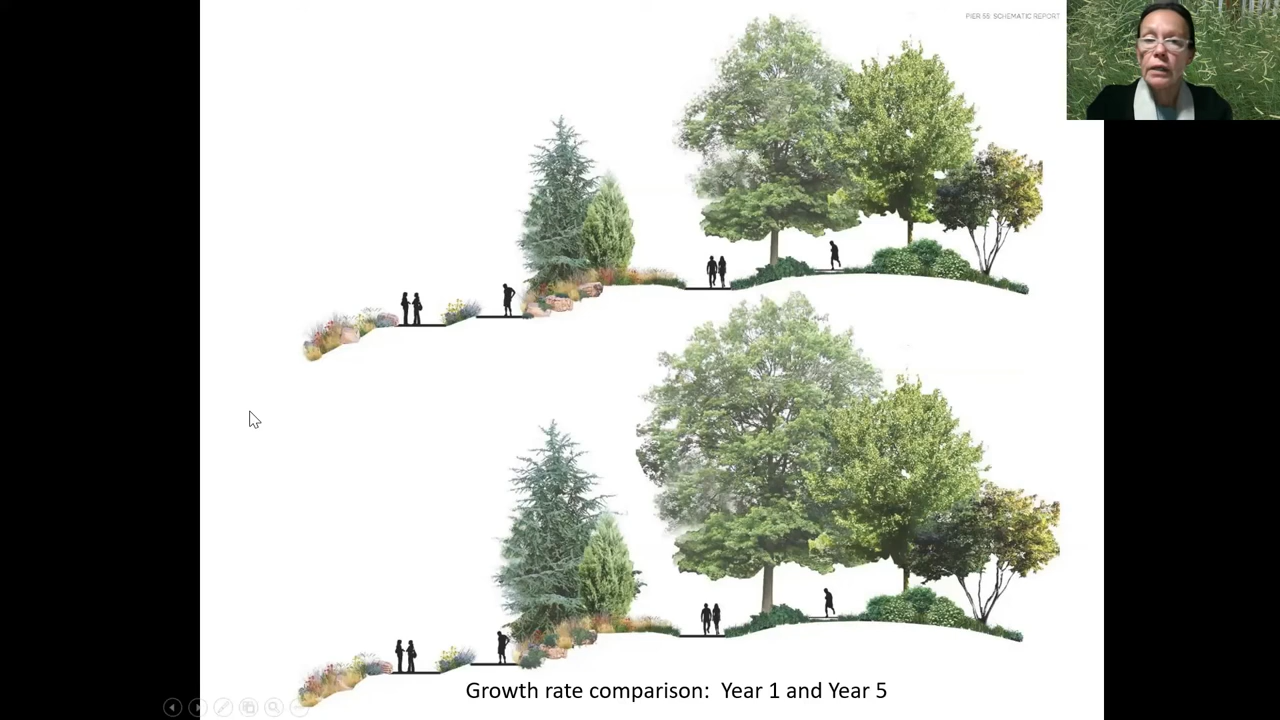 PIER 55: SCHEMATIC REPORT
Growth rate comparison: Year 1 and Year 5